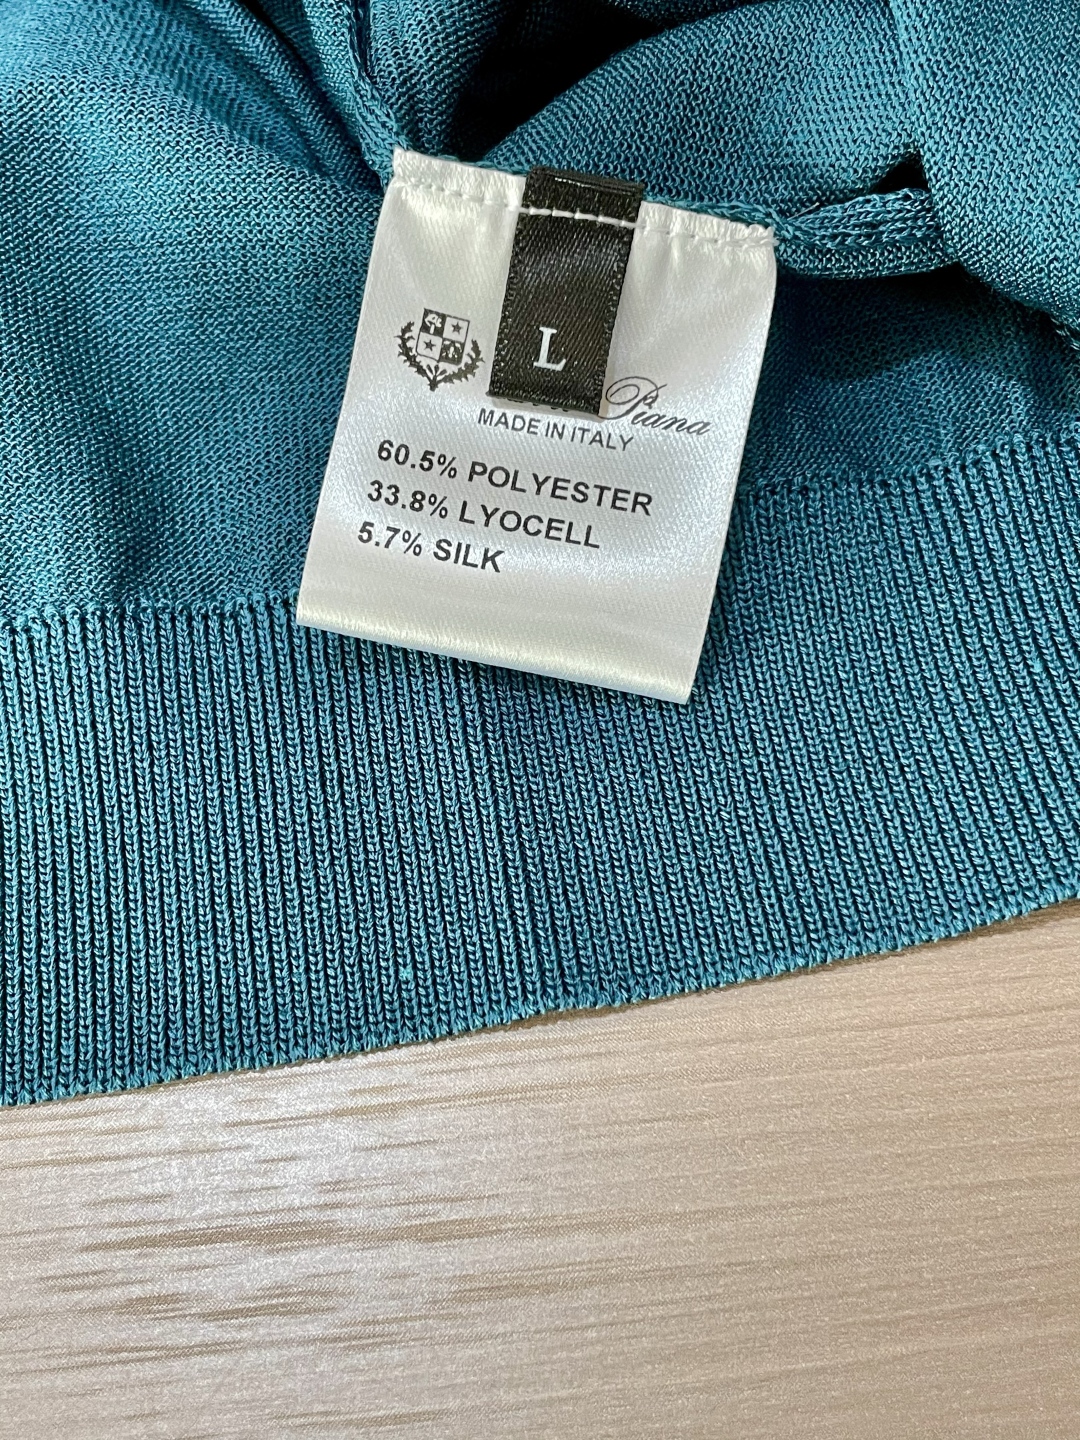 L
Piana
MADE IN ITALY
60.5% POLYESTER
33.8% LYOCELL
5.7% SILK